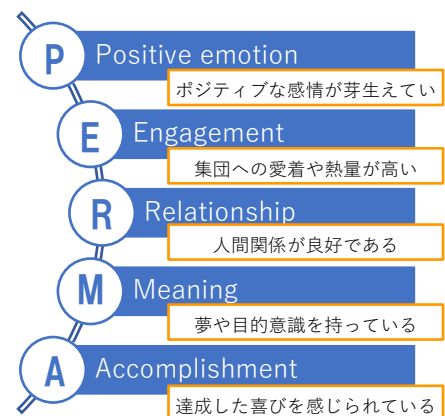 P Positive emotion
ポジティブな感情が芽生えてい
E Engagement
集団への愛着や熱量が高い
R Relationship
人間関係が良好である
M Meaning
夢や目的意識を持っている
A Accomplishment
達成した喜びを感じられている